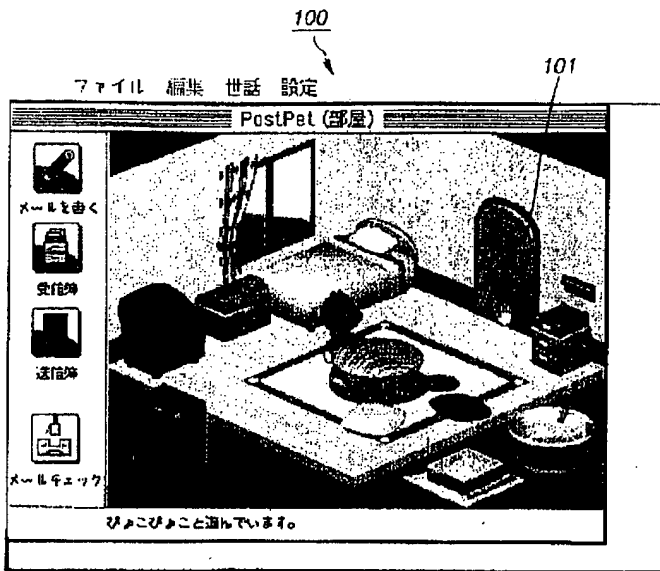 100
101
ファイル 編集 世話 設定
PostPet (部屋)
メールを書く
受信簿
送信簿
メールチェック
ぴょこぴょこと遊んでいます。